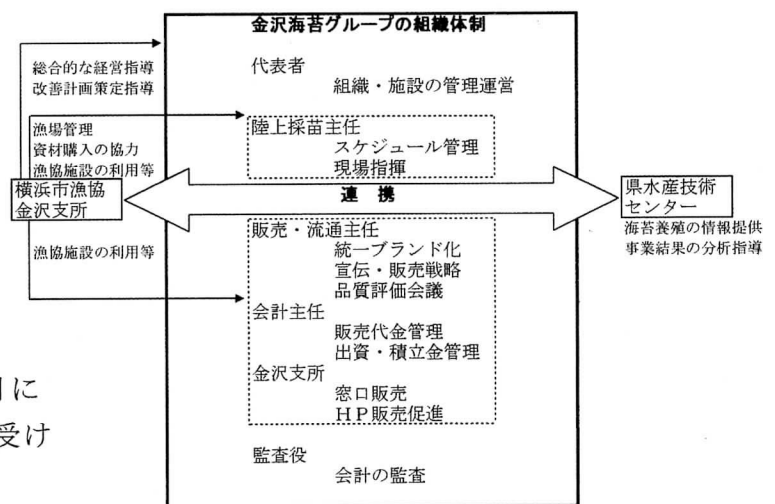 金沢海苔グループの組織体制
代表者
組織・施設の管理運営
総合的な経営指導
改善計画策定指導
陸上採苗主任
スケジュール管理
現場指揮
漁場管理
資材購入の協力
漁協施設の利用等
横浜市漁協
金沢支所
連 携
県水産技術
センター
海苔養殖の情報提供
事業結果の分析指導
漁協施設の利用等
販売・流通主任
統一ブランド化
宣伝・販売戦略
品質評価会議
会計主任
販売代金管理
出資・積立金管理
金沢支所
窓口販売
HP販売促進
監査役
会計の監査
に
受け